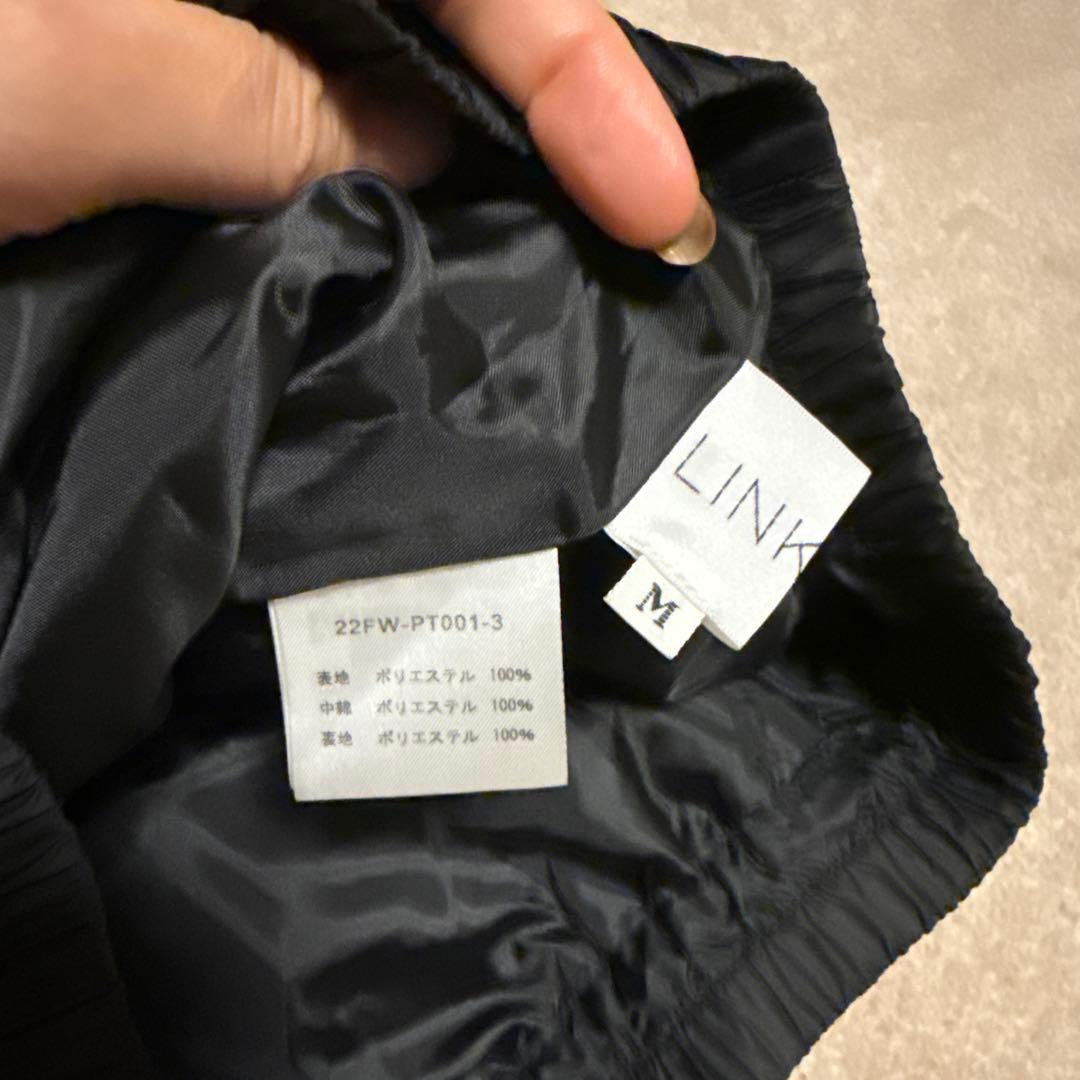 LINK
M
22FW-PT001-3
表地 ポリエステル 100%
中綿 ポリエステル 100%
裏地 ポリエステル 100%